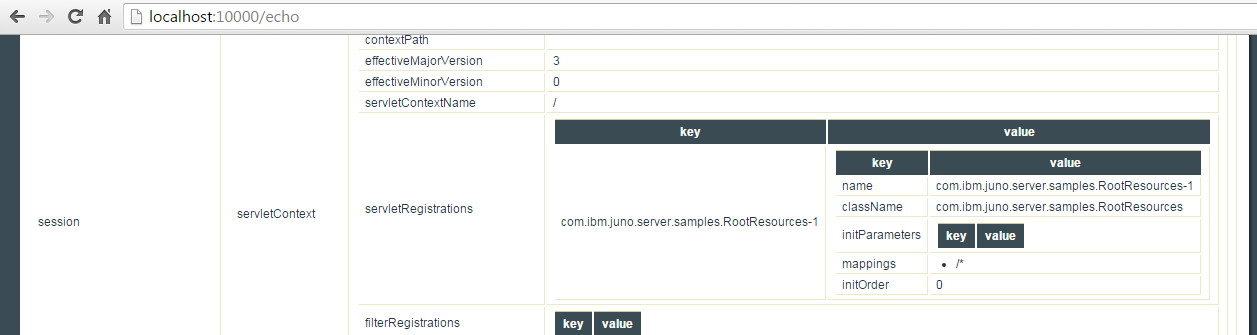 localhost:10000/echo
contextPath
effectiveMajorVersion 3
effectiveMinorVersion 0
servletContextName /
key value
key value
name com.ibm.juno.server.samples.RootResources-1
className com.ibm.juno.server.samples.RootResources
session servletContext servletRegistrations com.ibm.juno.server.samples.RootResources-1
initParameters key value
mappings • /*
initOrder 0
filterRegistrations key value